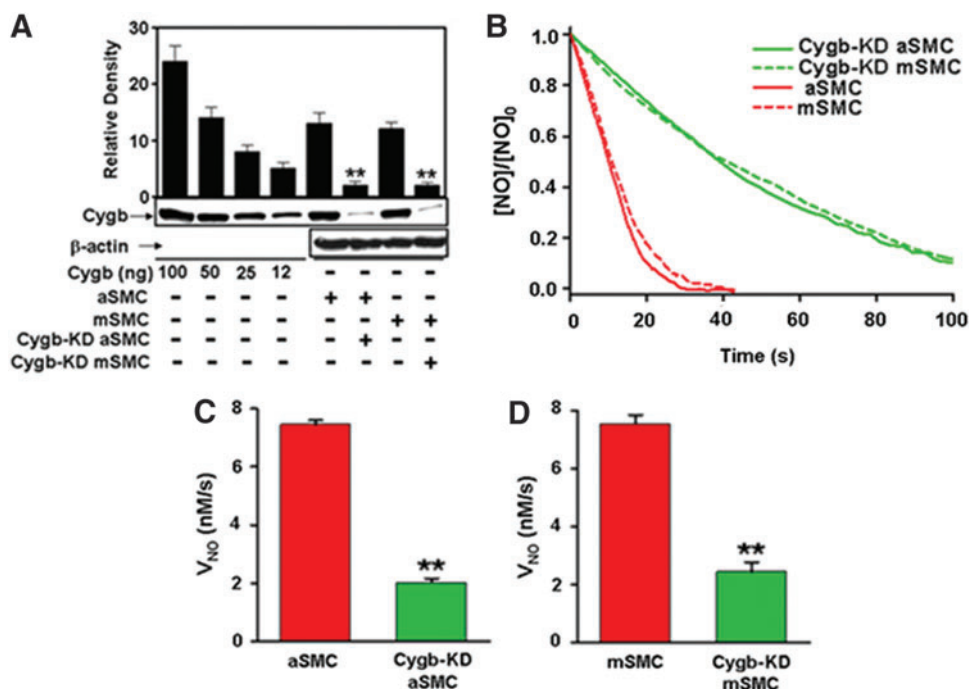 A
Relative Density
30
20
10
0
** **
Cygb
β-actin
Cygb (ng) 100 50 25 12 - - - -
aSMC - - - - + + - -
mSMC - - - - - - + +
Cygb-KD aSMC - - - - - + - -
Cygb-KD mSMC - - - - - - - +
B
[NO]/[NO]0
1.0
0.8
0.6
0.4
0.2
0.0
Cygb-KD aSMC
Cygb-KD mSMC
aSMC
mSMC
0 20 40 60 80 100
Time (s)
C
VNO (nM/s)
8
6
4
2
0
**
aSMC Cygb-KD
aSMC
D
VNO (nM/s)
8
6
4
2
0
**
mSMC Cygb-KD
mSMC